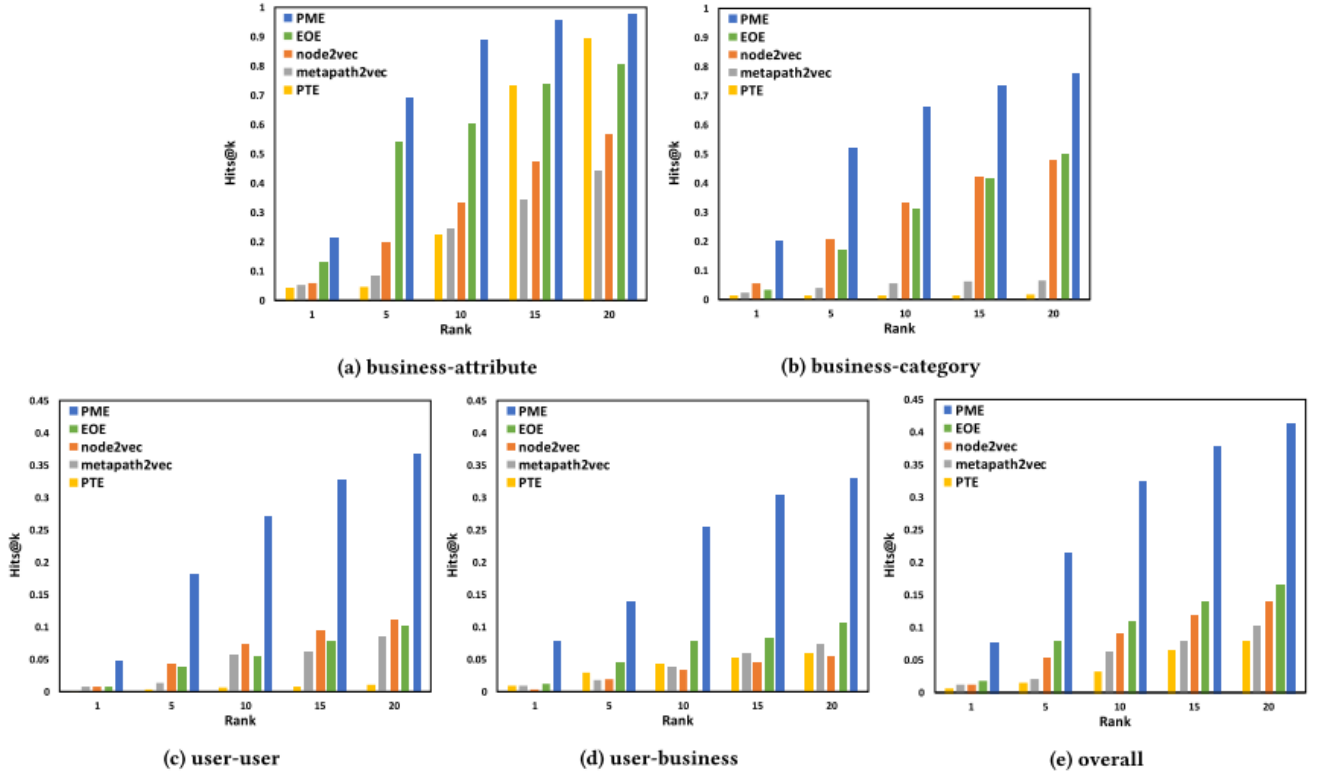 1
0.9
0.8
0.7
0.6
0.5
0.4
0.3
0.2
0.1
0
Hits@k
PME
EOE
node2vec
metapath2vec
PTE
1 5 10 15 20
Rank
(a) business-attribute
1
0.9
0.8
0.7
0.6
0.5
0.4
0.3
0.2
0.1
0
Hits@k
PME
EOE
node2vec
metapath2vec
PTE
1 5 10 15 20
Rank
(b) business-category
0.45
0.4
0.35
0.3
0.25
0.2
0.15
0.1
0.05
0
Hits@k
PME
EOE
node2vec
metapath2vec
PTE
1 5 10 15 20
Rank
(c) user-user
0.45
0.4
0.35
0.3
0.25
0.2
0.15
0.1
0.05
0
Hits@k
PME
EOE
node2vec
metapath2vec
PTE
1 5 10 15 20
Rank
(d) user-business
0.45
0.4
0.35
0.3
0.25
0.2
0.15
0.1
0.05
0
Hits@k
PME
EOE
node2vec
metapath2vec
PTE
1 5 10 15 20
Rank
(e) overall